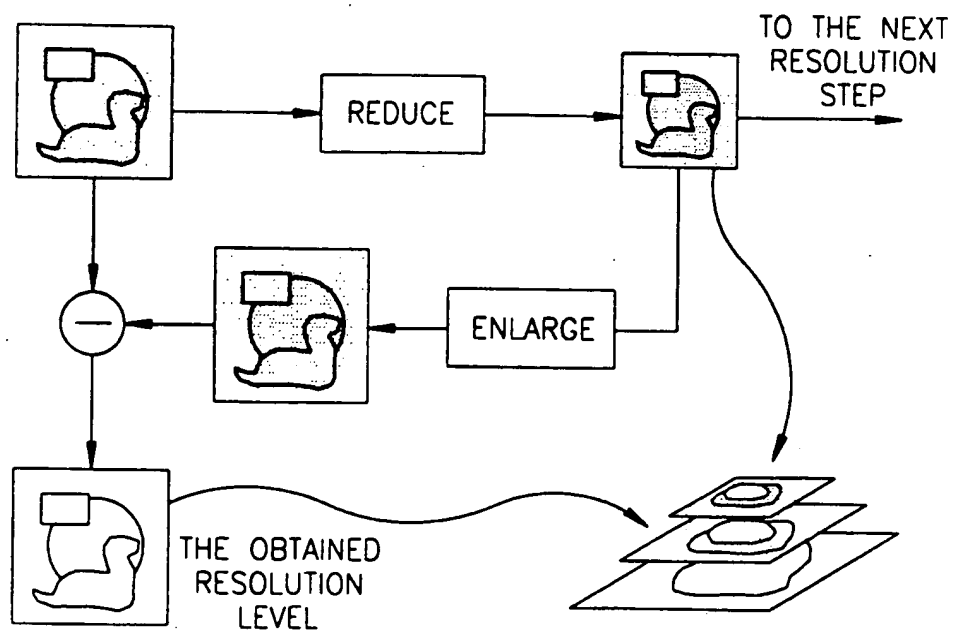 TO THE NEXT
RESOLUTION
STEP
REDUCE
ENLARGE
THE OBTAINED
RESOLUTION
LEVEL